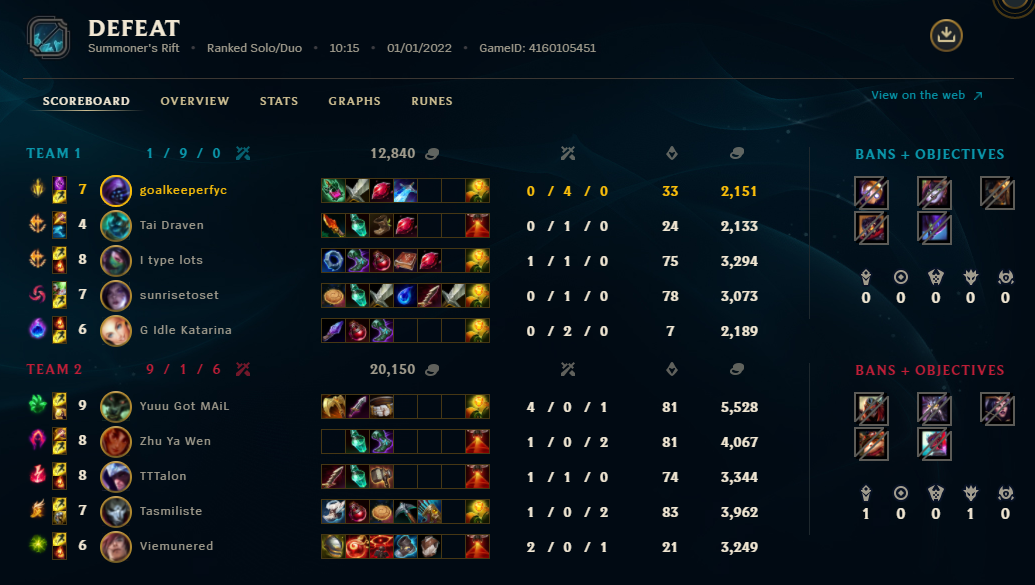 DEFEAT
Summoner's Rift • Ranked Solo/Duo • 10:15 • 01/01/2022 • GameID: 4160105451
SCOREBOARD OVERVIEW STATS GRAPHS RUNES View on the web
TEAM 1 1 / 9 / 0 12,840 BANS + OBJECTIVES
7 goalkeeperfyc 0 / 4 / 0 33 2,151
4 Tai Draven 0 / 1 / 0 24 2,133
8 I type lots 1 / 1 / 0 75 3,294
7 sunrisetoset 0 / 1 / 0 78 3,073
0 0 0 0 0
6 G Idle Katarina 0 / 2 / 0 7 2,189
TEAM 2 9 / 1 / 6 20,150 BANS + OBJECTIVES
9 Yuuu Got MAiL 4 / 0 / 1 81 5,528
8 Zhu Ya Wen 1 / 0 / 2 81 4,067
8 TTTalon 1 / 1 / 0 74 3,344
7 Tasmiliste 1 / 0 / 2 83 3,962
1 0 0 1 0
6 Viemunered 2 / 0 / 1 21 3,249